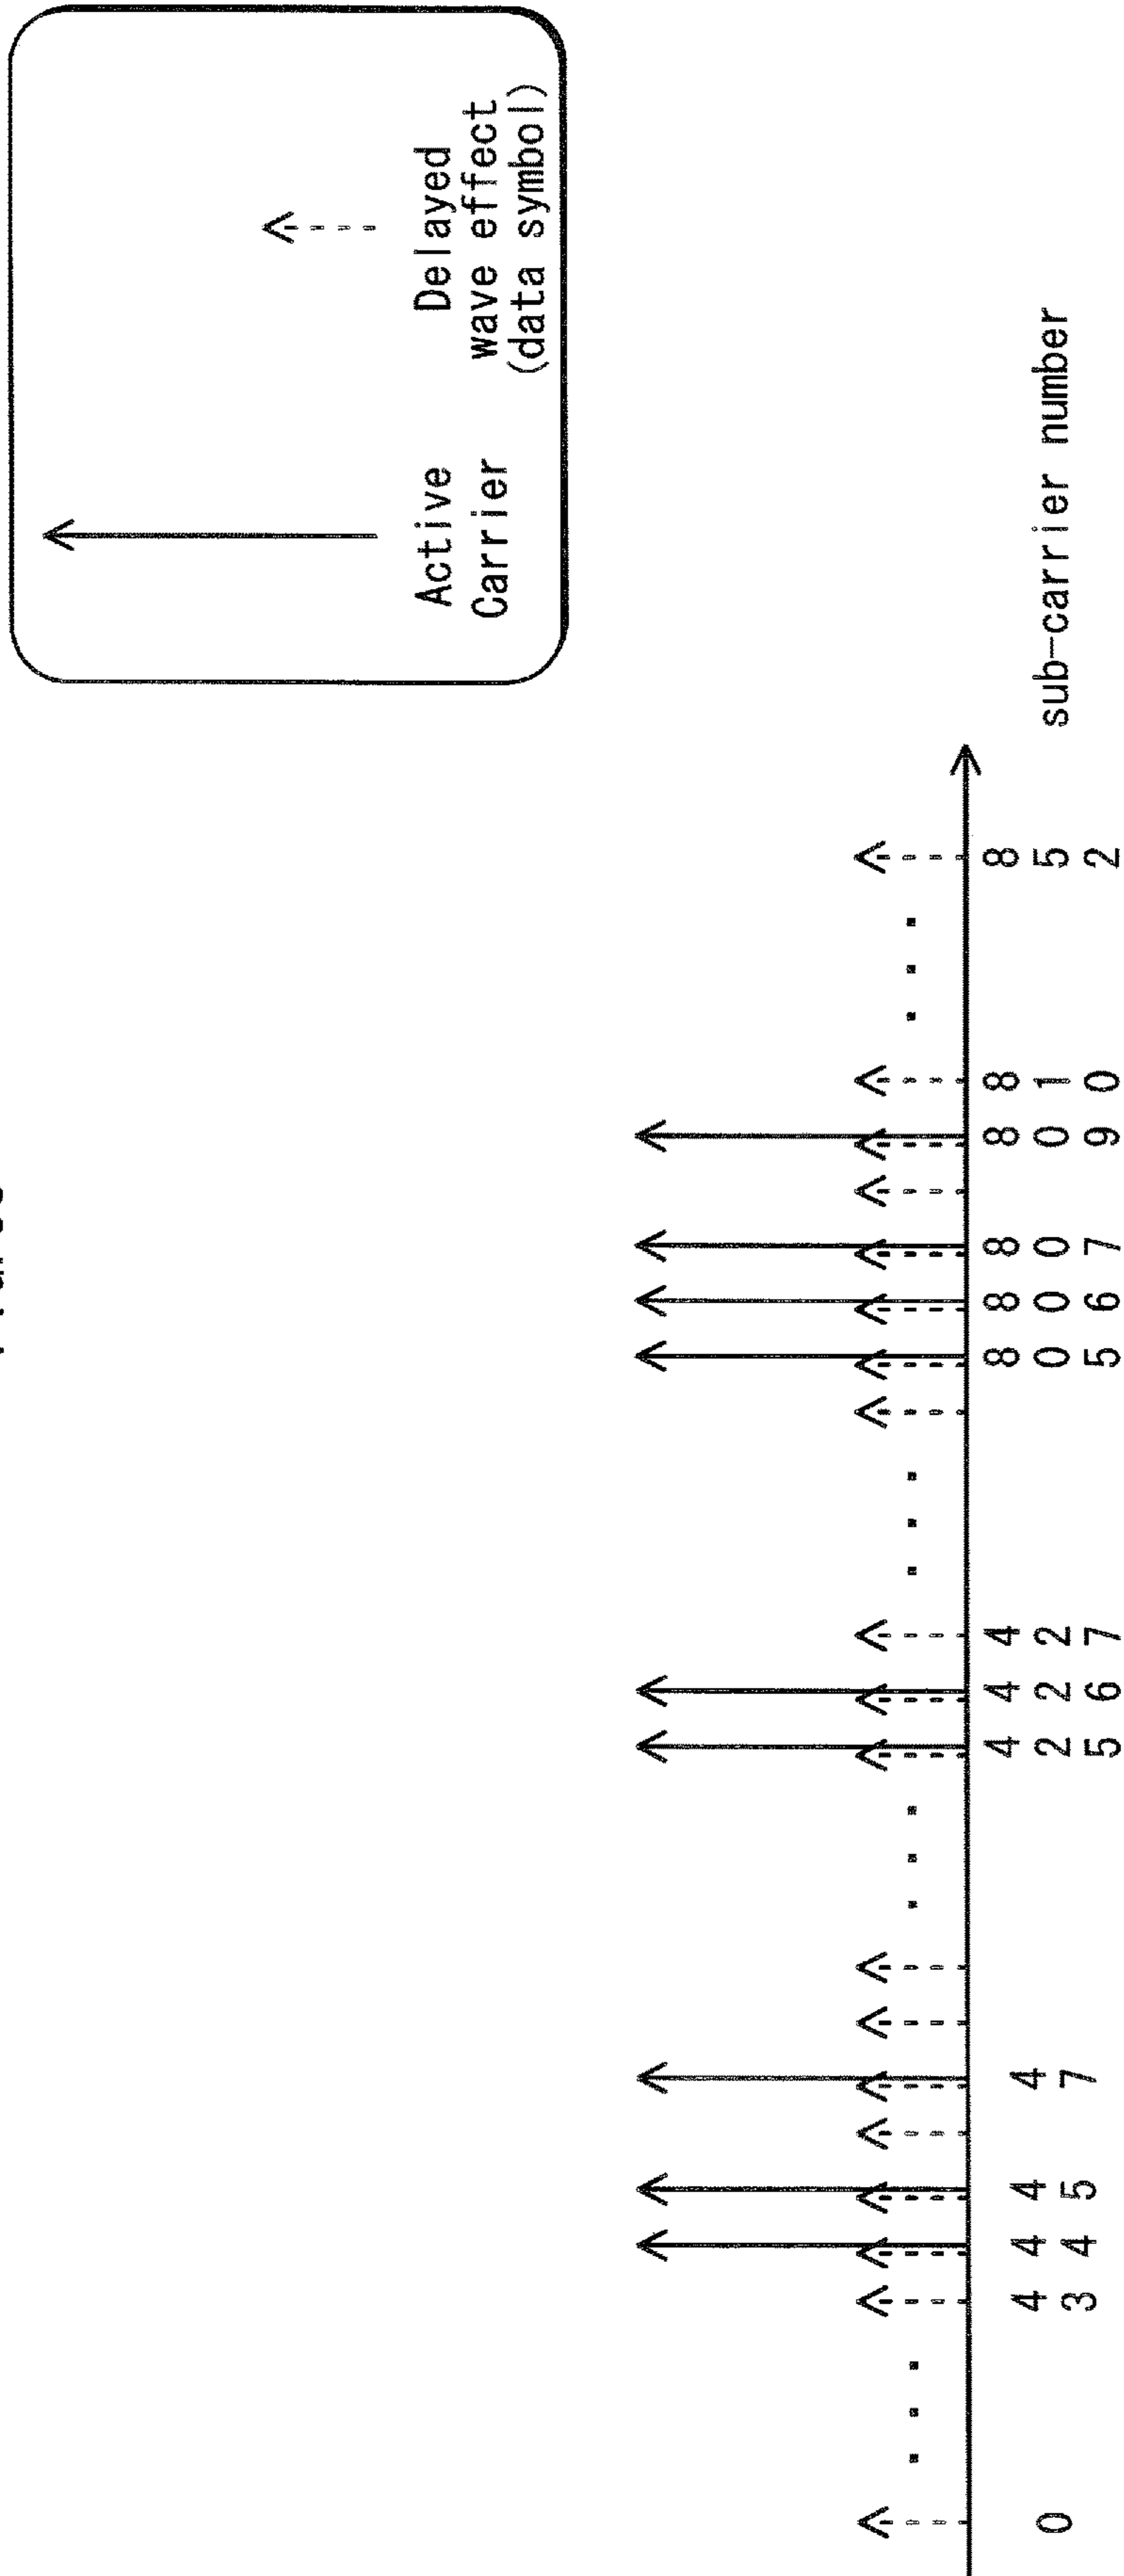 Active
Carrier
Delayed
wave effect
(data symbol)
0
43
44
45
47
425
426
427
805
806
807
809
810
852
sub-carrier number